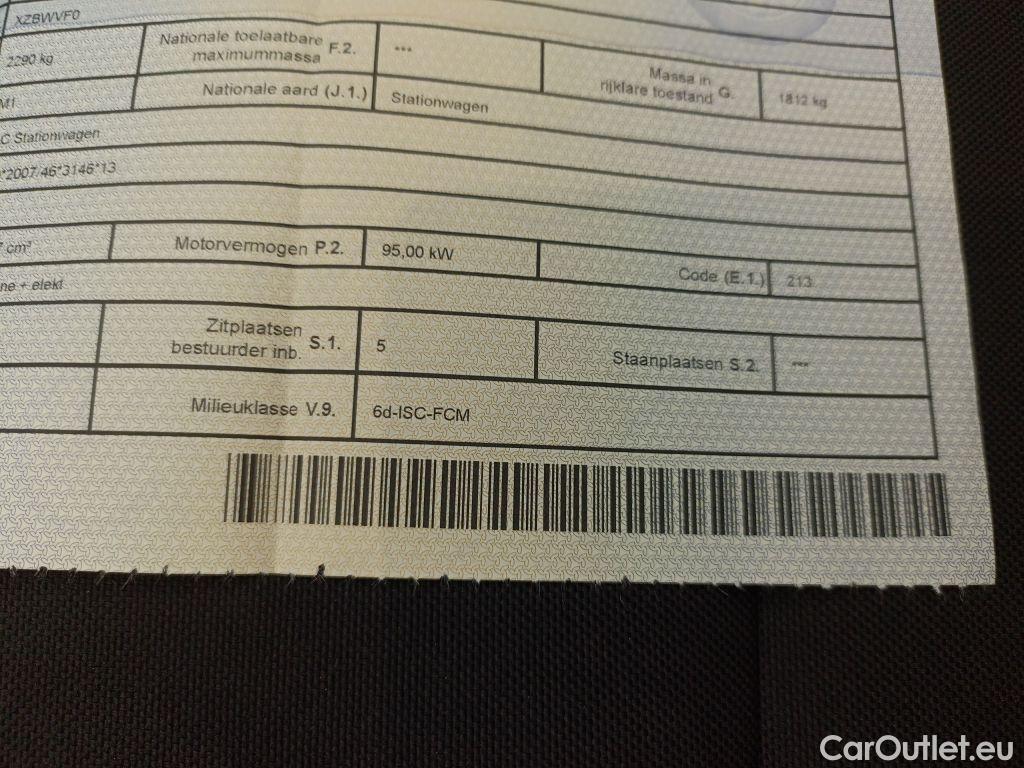 XZBWVF0
2290 kg
Nationale toelaatbare
maximummassa F.2.
***
Massa in
rijklare toestand G.
1812 kg
M1
Nationale aard (J.1.)
Stationwagen
C Stationwagen
*2007/46*3146*13
cm³
Motorvermogen P.2.
95,00 kW
Code (E.1.)
213
ne + elekt
Zitplaatsen
bestuurder inb. S.1.
5
Staanplaatsen S.2.
***
Milieuklasse V.9.
6d-ISC-FCM
CarOutlet.eu